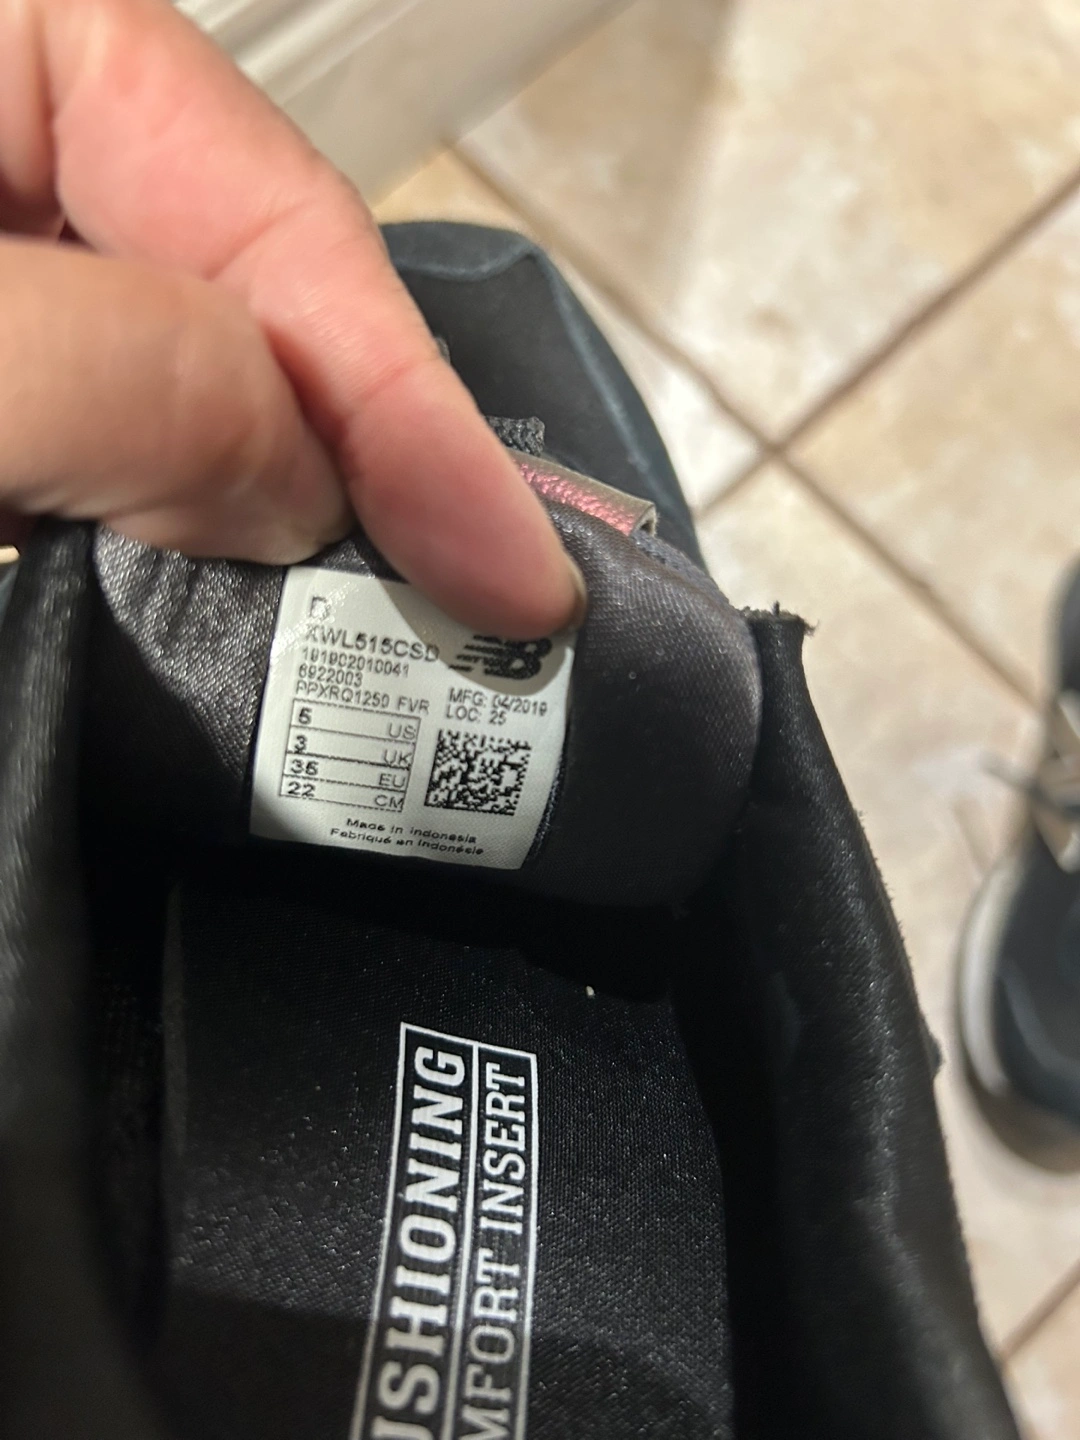 D
XWL515CSD
191902010041
6922003
PPXRQ1250 FVR
MFG: 04/2019
LOC: 25
5 US
3 UK
35 EU
22 CM
Made in Indonesia
Fabriqué en Indonésie
USHIONING
MFORT INSERT